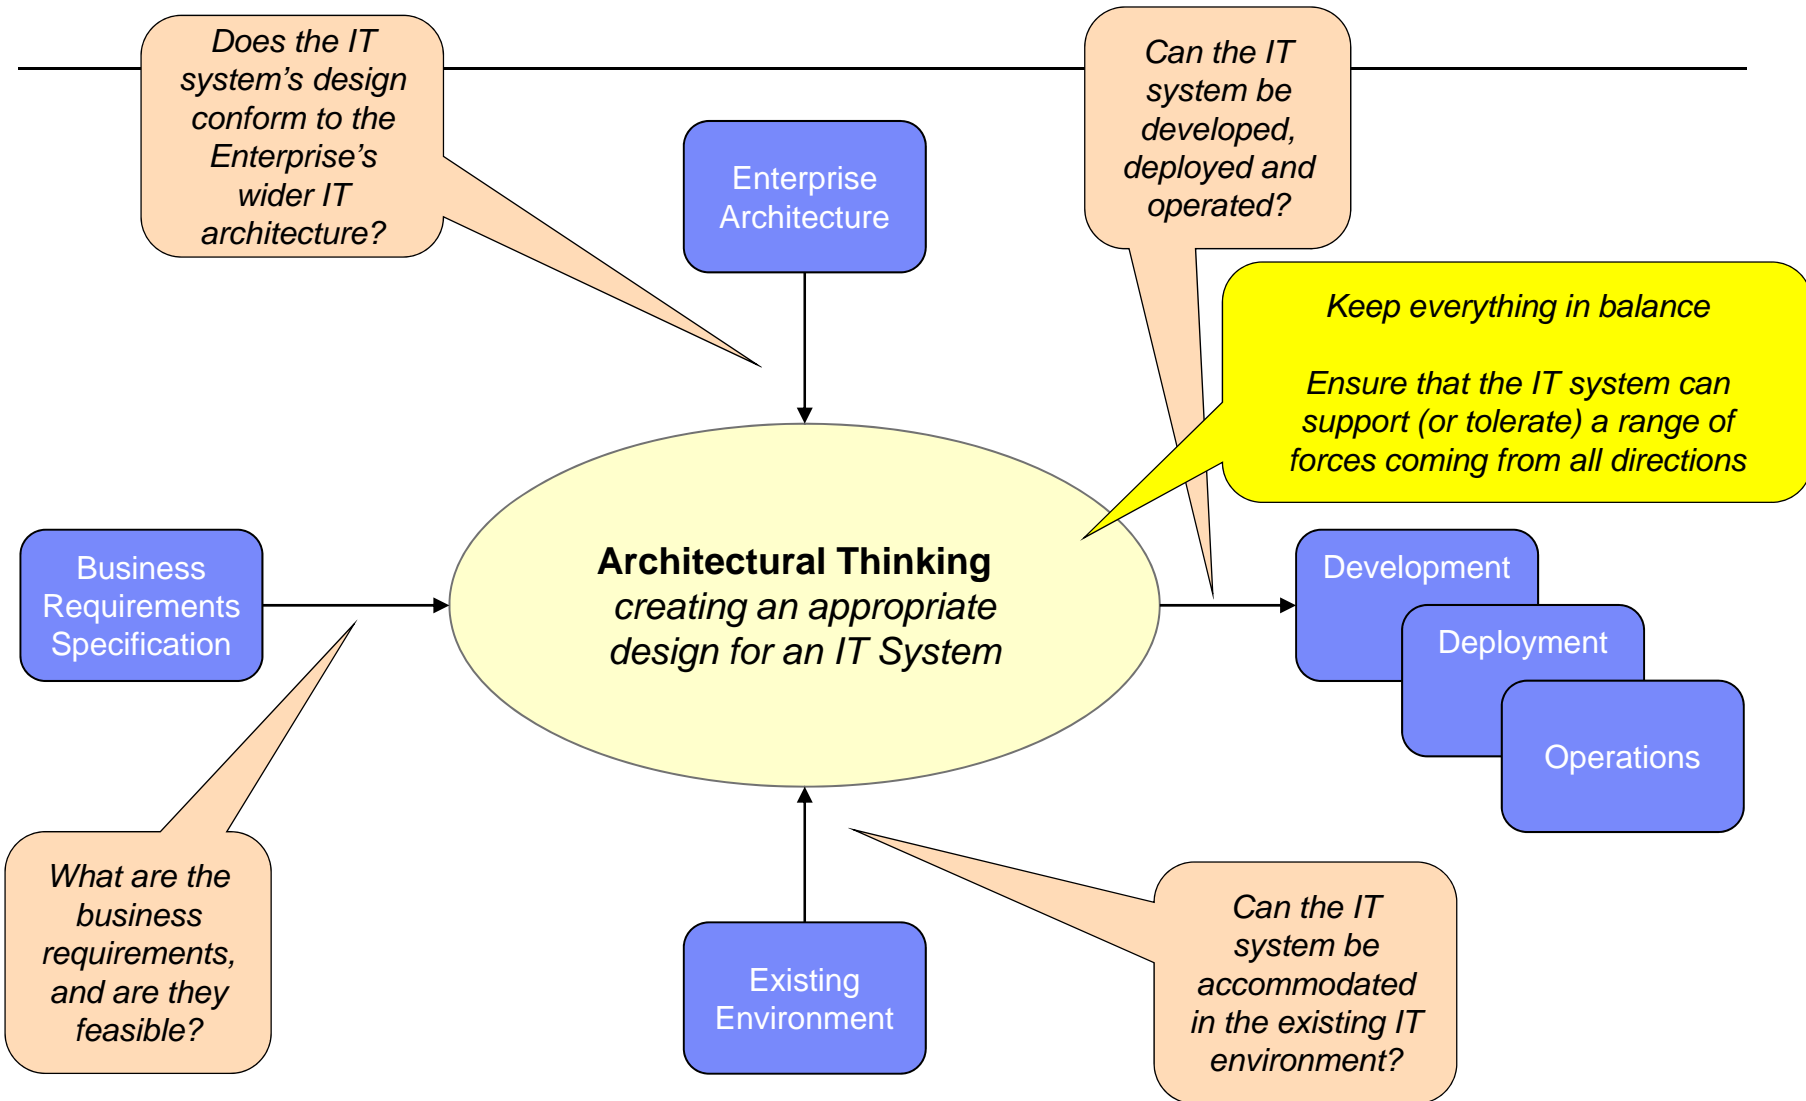 Does the IT
system’s design
conform to the
Enterprise’s
wider IT
architecture?
Enterprise
Architecture
Can the IT
system be
developed,
deployed and
operated?
Keep everything in balance
Ensure that the IT system can
support (or tolerate) a range of
forces coming from all directions
Business
Requirements
Specification
Architectural Thinking
creating an appropriate
design for an IT System
Development
Deployment
Operations
What are the
business
requirements,
and are they
feasible?
Existing
Environment
Can the IT
system be
accommodated
in the existing IT
environment?